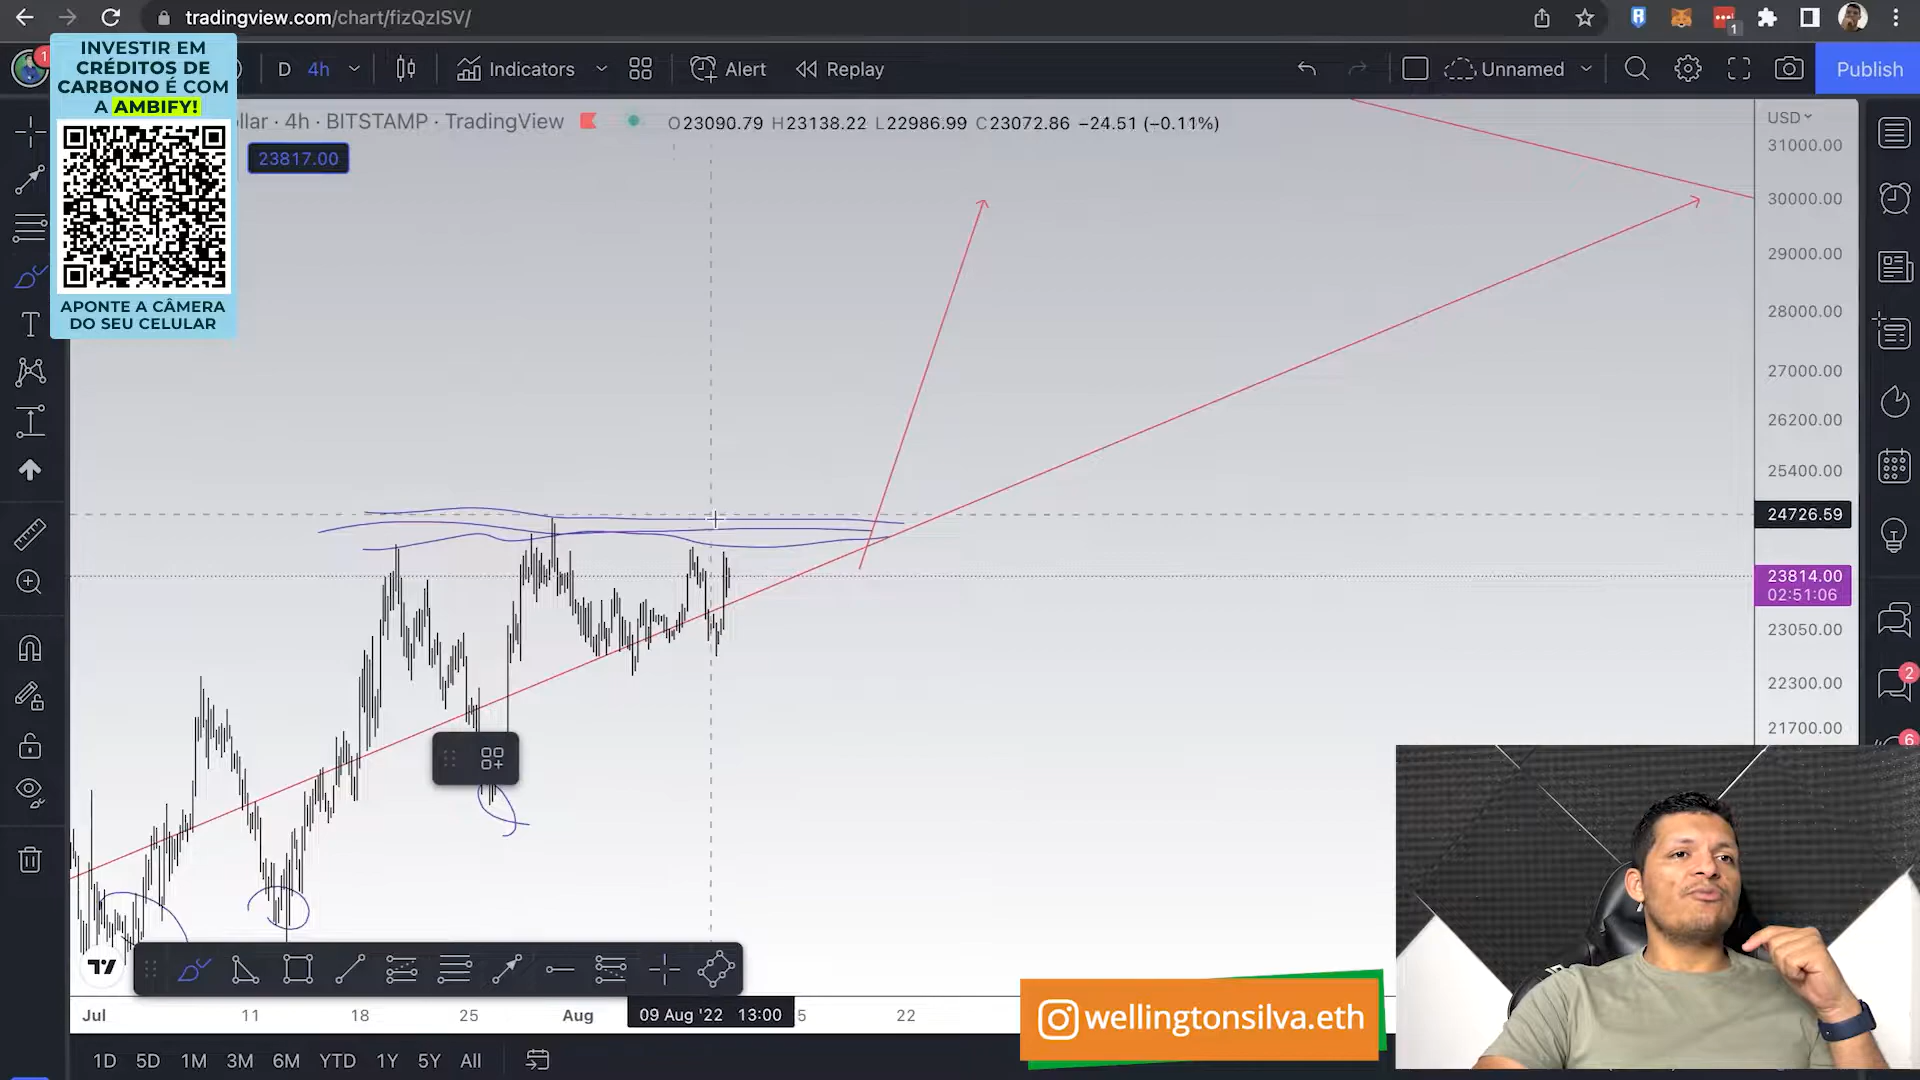 tradingview.com/chart/fizQzISV/
1
1
INVESTIR EM
CRÉDITOS DE
CARBONO É COM
A AMBIFY!
APONTE A CÂMERA
DO SEU CELULAR
D 4h Indicators Alert Replay Unnamed Publish
llar · 4h · BITSTAMP · TradingView O23090.79 H23138.22 L22986.99 C23072.86 −24.51 (−0.11%)
23817.00
USD
31000.00
30000.00
29000.00
28000.00
27000.00
26200.00
25400.00
24726.59
23814.00
02:51:06
23050.00
22300.00
21700.00
2
6
Jul 11 18 25 Aug 09 Aug '22 13:00 5 22
wellingtonsilva.eth
1D 5D 1M 3M 6M YTD 1Y 5Y All